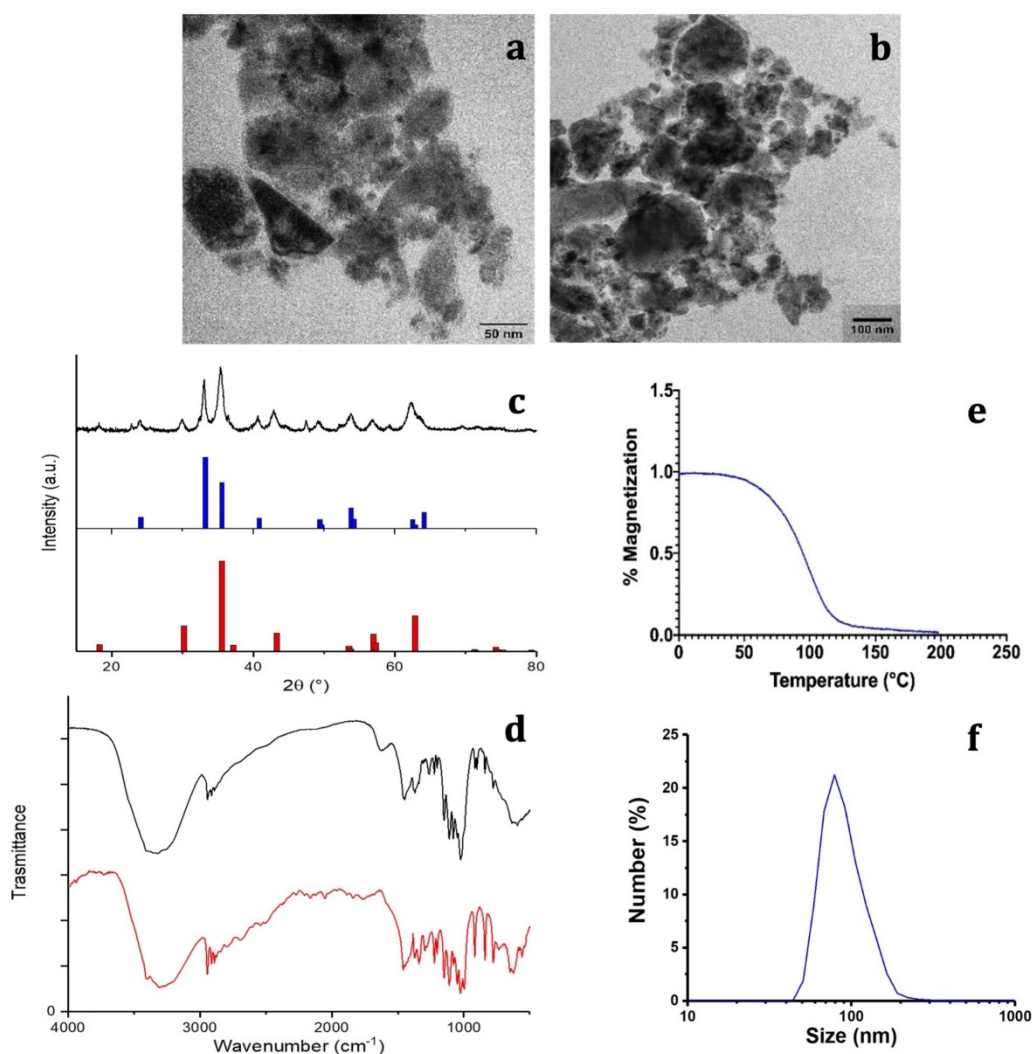 a
50 nm
b
100 nm
c
Intensity (a.u.)
20 40 60 80
2θ (°)
e
1.5
1.0
0.5
0.0
% Magnetization
0 50 100 150 200 250
Temperature (°C)
d
Trasmittance
0
4000 3000 2000 1000
Wavenumber (cm⁻¹)
f
25
20
15
10
5
0
Number (%)
10 100 1000
Size (nm)